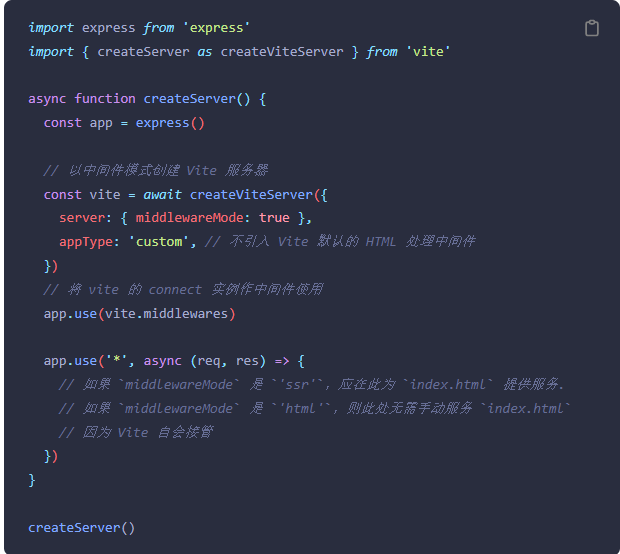 import express from 'express'
import { createServer as createViteServer } from 'vite'
async function createServer() {
const app = express()
// 以中间件模式创建 Vite 服务器
const vite = await createViteServer({
server: { middlewareMode: true },
appType: 'custom', // 不引入 Vite 默认的 HTML 处理中间件
})
// 将 vite 的 connect 实例作中间件使用
app.use(vite.middlewares)
app.use('*', async (req, res) => {
// 如果 `middlewareMode` 是 `'ssr'`，应在此为 `index.html` 提供服务.
// 如果 `middlewareMode` 是 `'html'`，则此处无需手动服务 `index.html`
// 因为 Vite 自会接管
})
}
createServer()